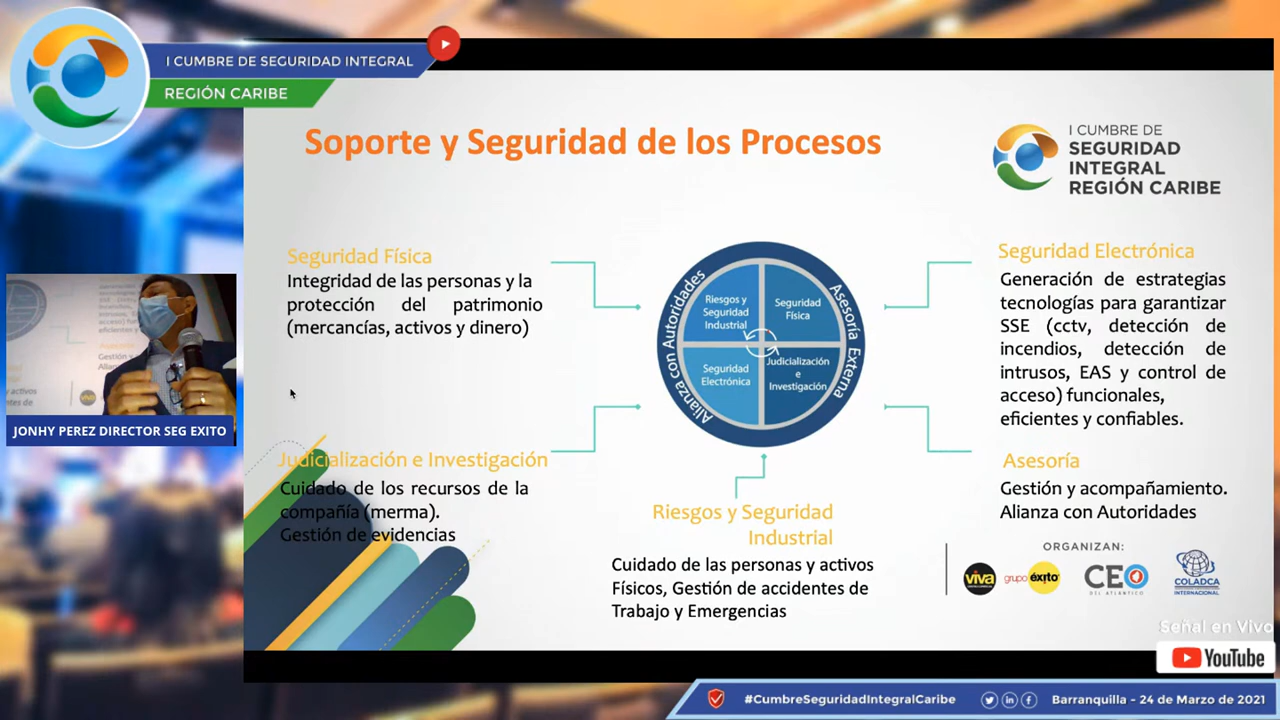 I CUMBRE DE SEGURIDAD INTEGRAL
REGIÓN CARIBE
Soporte y Seguridad de los Procesos
I CUMBRE DE
SEGURIDAD
INTEGRAL
REGIÓN CARIBE
Seguridad Física
Integridad de las personas y la
protección del patrimonio
(mercancías, activos y dinero)
Alianza con Autoridades
Asesoría Externa
Riesgos y
Seguridad
Industrial
Seguridad
Física
Seguridad
Electrónica
Judicialización
e
Investigación
Seguridad Electrónica
Generación de estrategias
tecnologías para garantizar
SSE (cctv, detección de
incendios, detección de
intrusos, EAS y control de
acceso) funcionales,
eficientes y confiables.
JONHY PEREZ DIRECTOR SEG EXITO
Judicialización e Investigación
Cuidado de los recursos de la
compañía (merma).
Gestión de evidencias
Riesgos y Seguridad
Industrial
Cuidado de las personas y activos
Físicos, Gestión de accidentes de
Trabajo y Emergencias
Asesoría
Gestión y acompañamiento.
Alianza con Autoridades
ORGANIZAN:
viva
grupo éxito
CEO
DEL ATLÁNTICO
COLADCA
INTERNACIONAL
Señal en Vivo
YouTube
#CumbreSeguridadIntegralCaribe
Barranquilla - 24 de Marzo de 2021